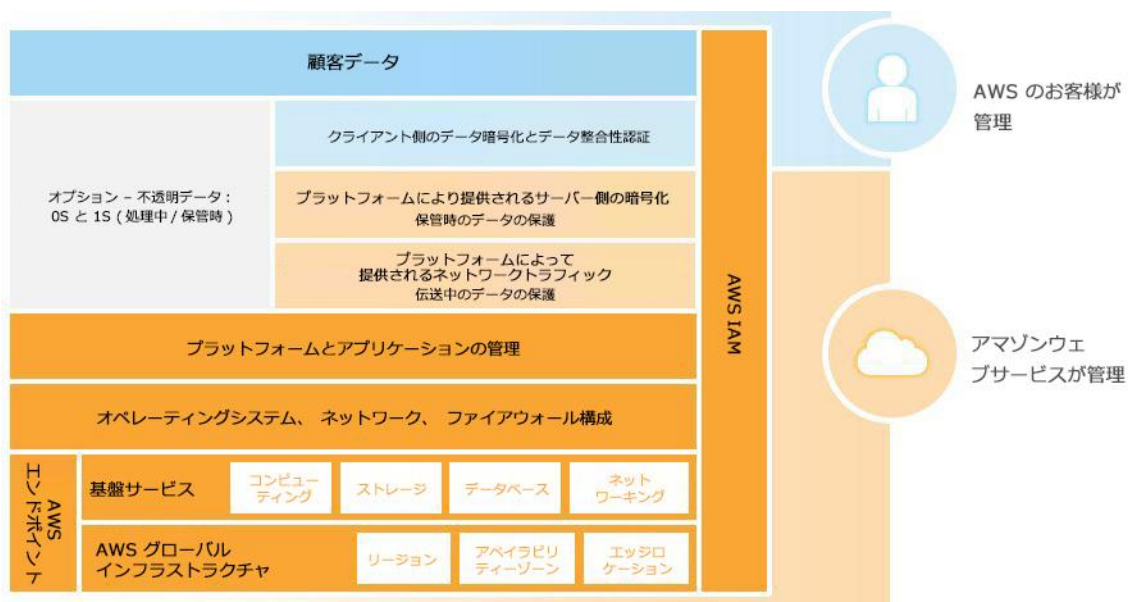 顧客データ
クライアント側のデータ暗号化とデータ整合性認証
オプション – 不透明データ：
0S と 1S ( 処理中 / 保管時 )
プラットフォームにより提供されるサーバー側の暗号化
保管時のデータの保護
プラットフォームによって
提供されるネットワークトラフィック
伝送中のデータの保護
プラットフォームとアプリケーションの管理
オペレーティングシステム、 ネットワーク、 ファイアウォール構成
AWS
エンドポイント
基盤サービス
コンピュー
ティング
ストレージ
データベース
ネット
ワーキング
AWS グローバル
インフラストラクチャ
リージョン
アベイラビリ
ティーゾーン
エッジロ
ケーション
AWS IAM
AWS のお客様が
管理
アマゾンウェ
ブサービスが管理